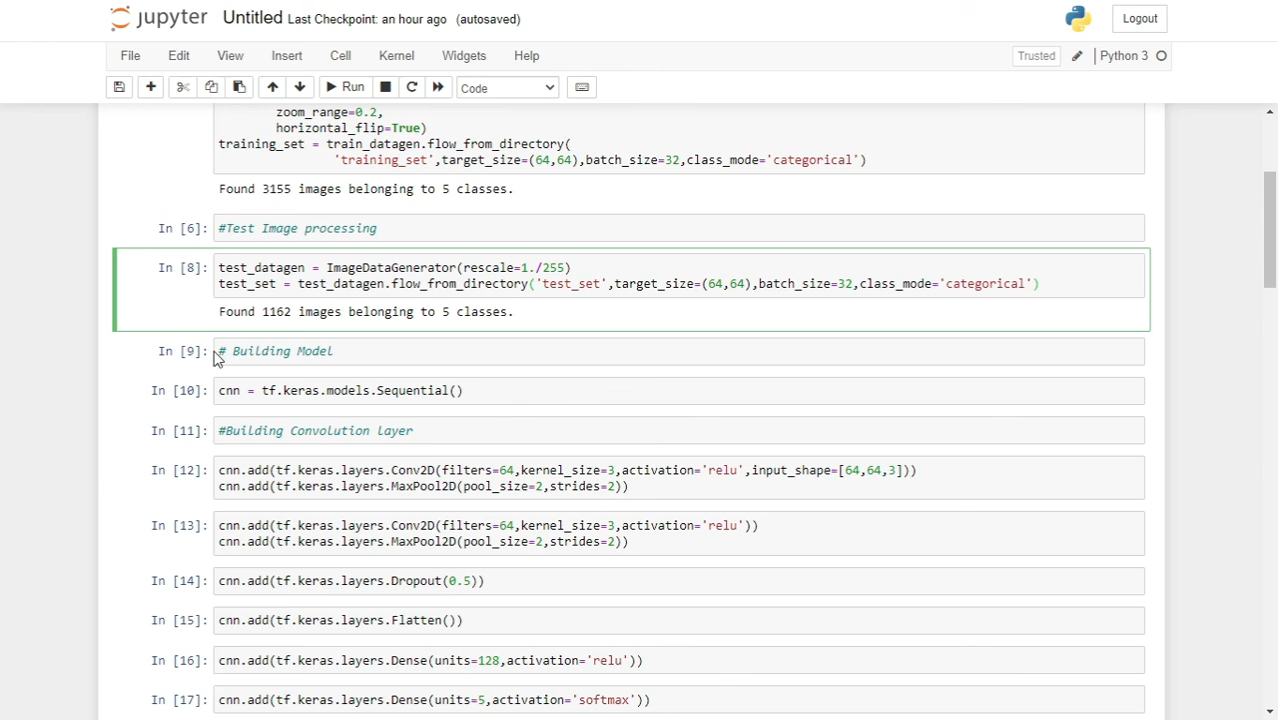 jupyter Untitled Last Checkpoint: an hour ago (autosaved)
Logout
File Edit View Insert Cell Kernel Widgets Help
Trusted Python 3
Run Code
zoom_range=0.2,
horizontal_flip=True)
training_set = train_datagen.flow_from_directory(
'training_set',target_size=(64,64),batch_size=32,class_mode='categorical')
Found 3155 images belonging to 5 classes.
In [6]: #Test Image processing
In [8]: test_datagen = ImageDataGenerator(rescale=1./255)
test_set = test_datagen.flow_from_directory('test_set',target_size=(64,64),batch_size=32,class_mode='categorical')
Found 1162 images belonging to 5 classes.
In [9]: # Building Model
In [10]: cnn = tf.keras.models.Sequential()
In [11]: #Building Convolution layer
In [12]: cnn.add(tf.keras.layers.Conv2D(filters=64,kernel_size=3,activation='relu',input_shape=[64,64,3]))
cnn.add(tf.keras.layers.MaxPool2D(pool_size=2,strides=2))
In [13]: cnn.add(tf.keras.layers.Conv2D(filters=64,kernel_size=3,activation='relu'))
cnn.add(tf.keras.layers.MaxPool2D(pool_size=2,strides=2))
In [14]: cnn.add(tf.keras.layers.Dropout(0.5))
In [15]: cnn.add(tf.keras.layers.Flatten())
In [16]: cnn.add(tf.keras.layers.Dense(units=128,activation='relu'))
In [17]: cnn.add(tf.keras.layers.Dense(units=5,activation='softmax'))